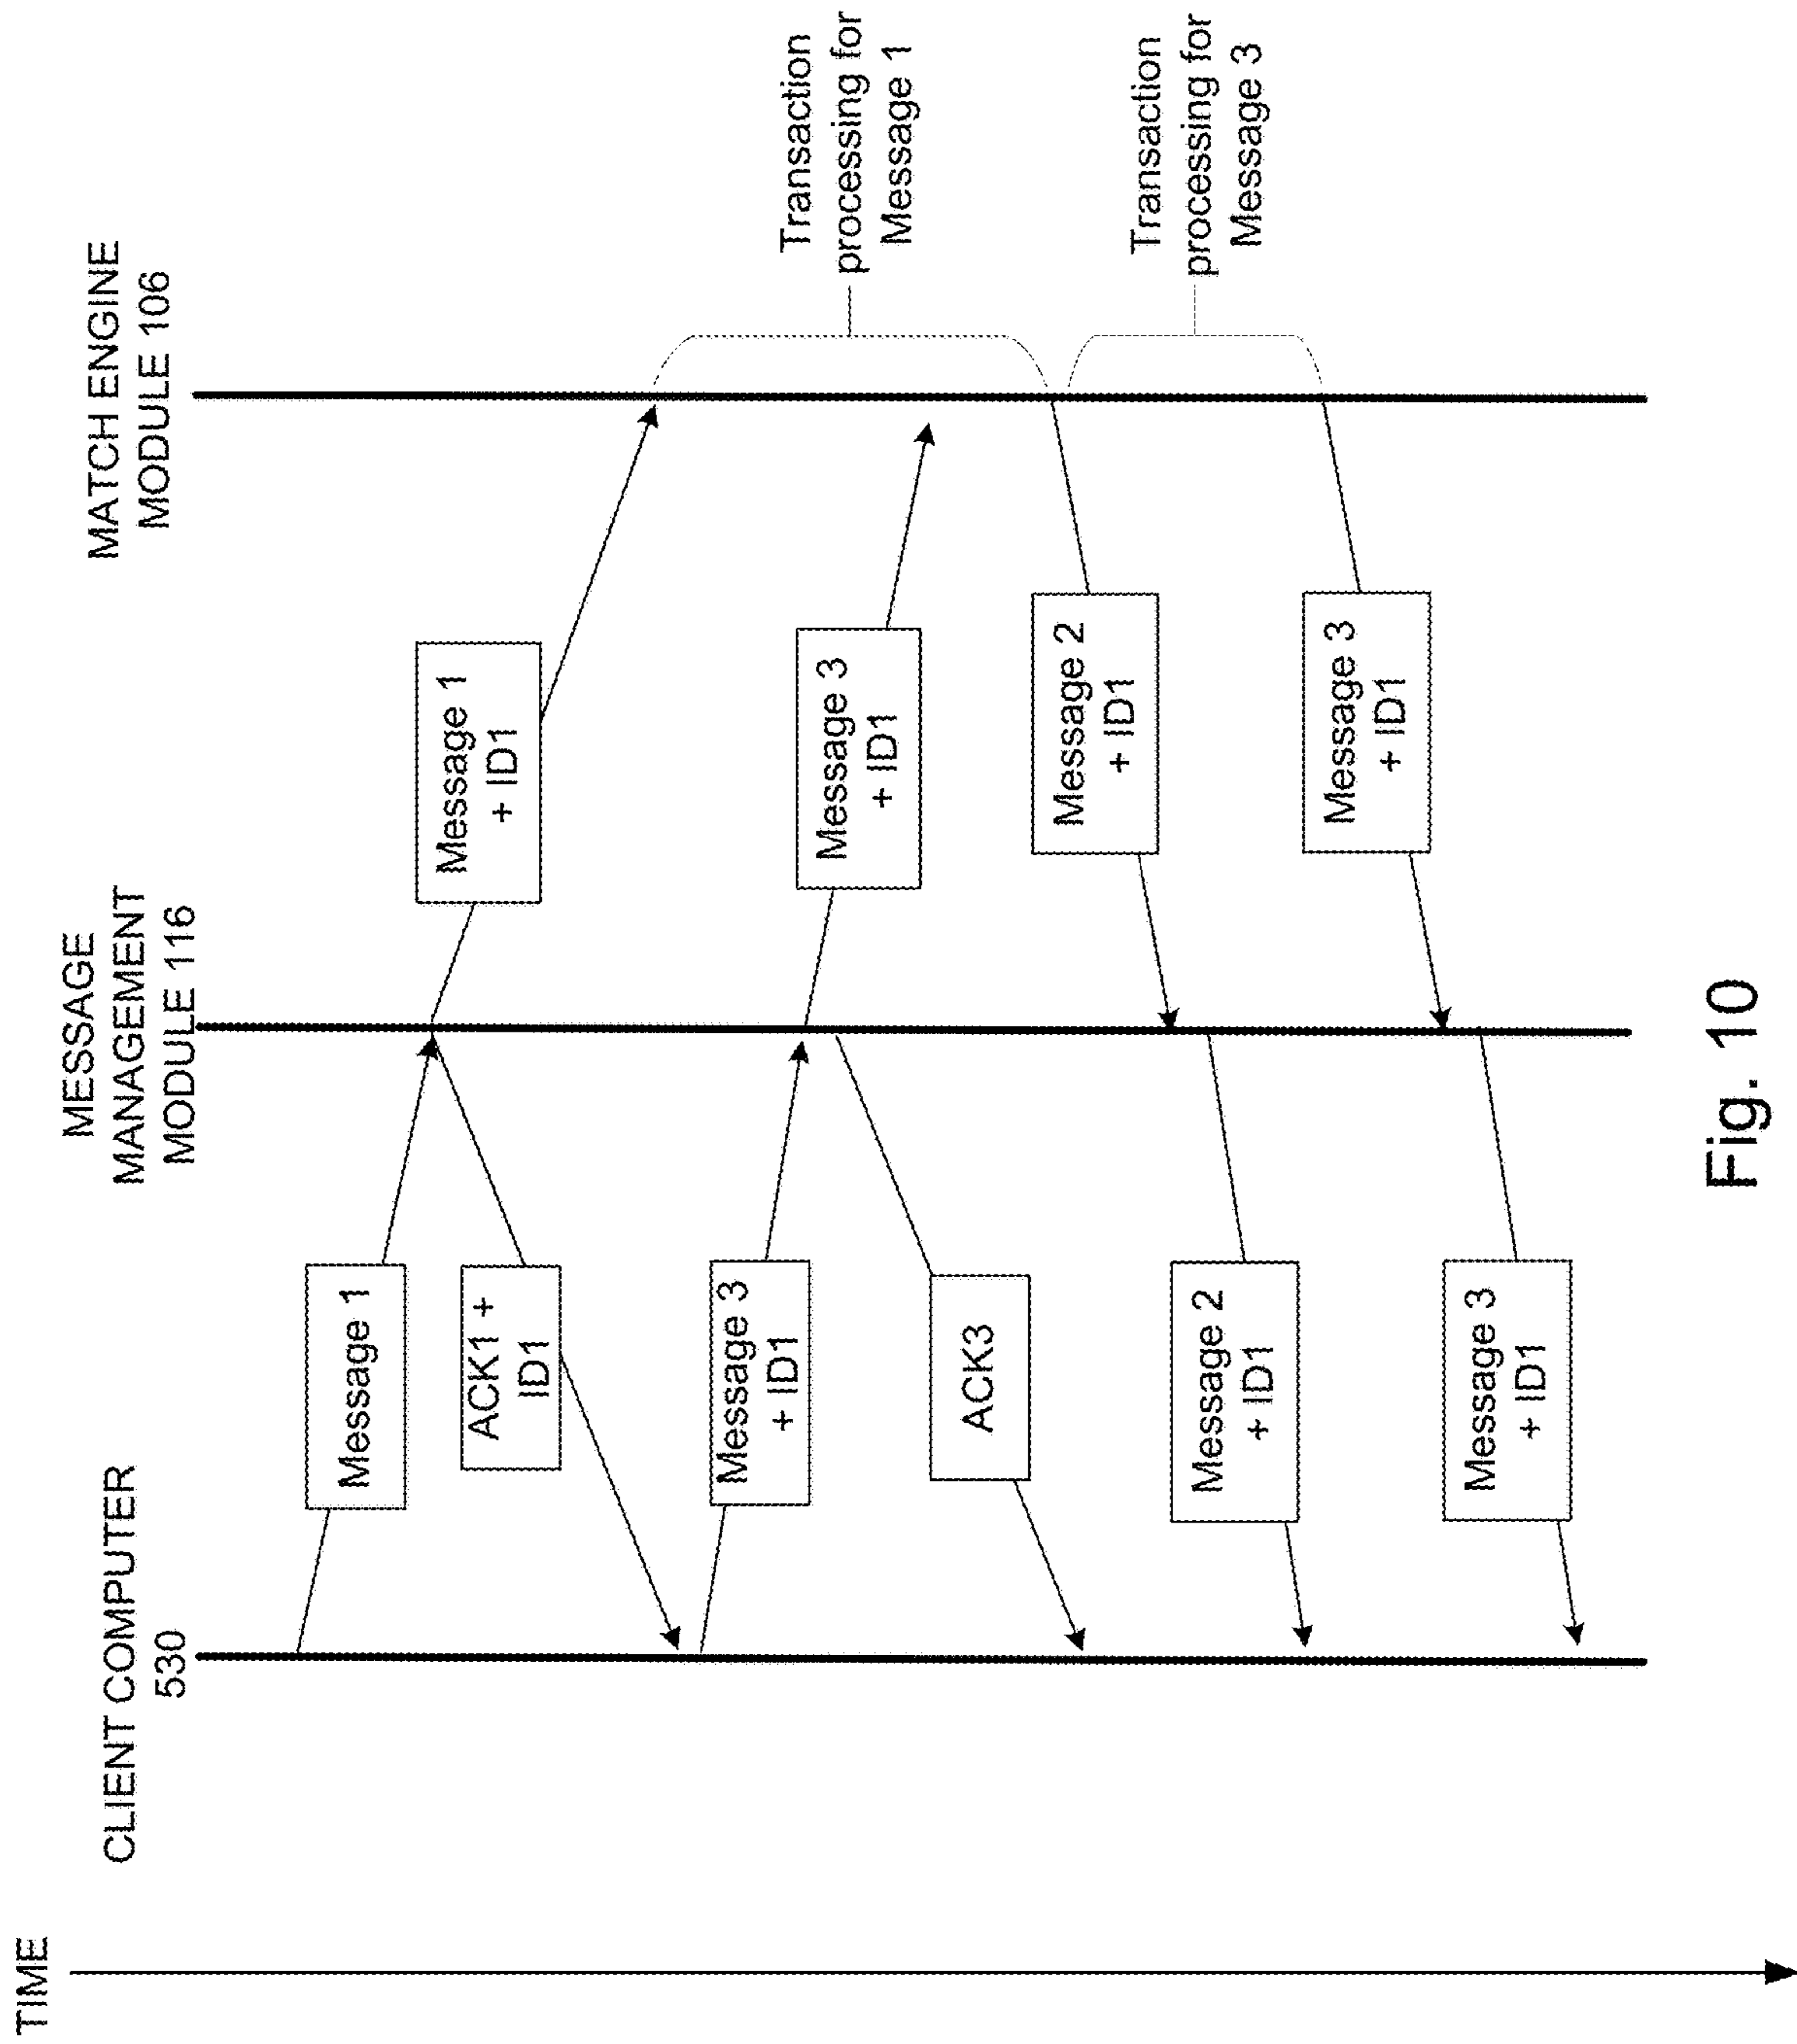 TIME
CLIENT COMPUTER
530
MESSAGE
MANAGEMENT
MODULE 116
MATCH ENGINE
MODULE 106
Message 1
ACK1 +
ID1
Message 1
+ ID1
Message 3
+ ID1
Message 3
+ ID1
Transaction
processing for
Message 1
ACK3
Message 2
+ ID1
Message 2
+ ID1
Transaction
processing for
Message 3
Message 3
+ ID1
Message 3
+ ID1
Fig. 10